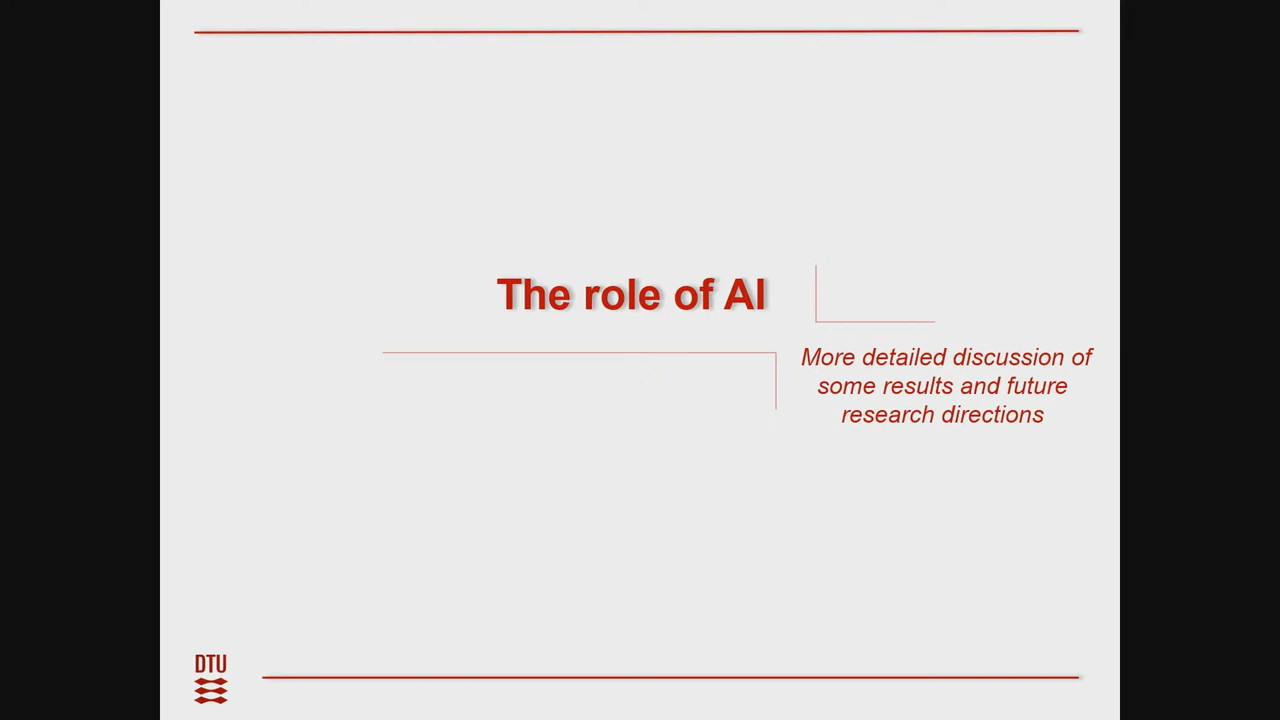 The role of AI
More detailed discussion of
some results and future
research directions
DTU